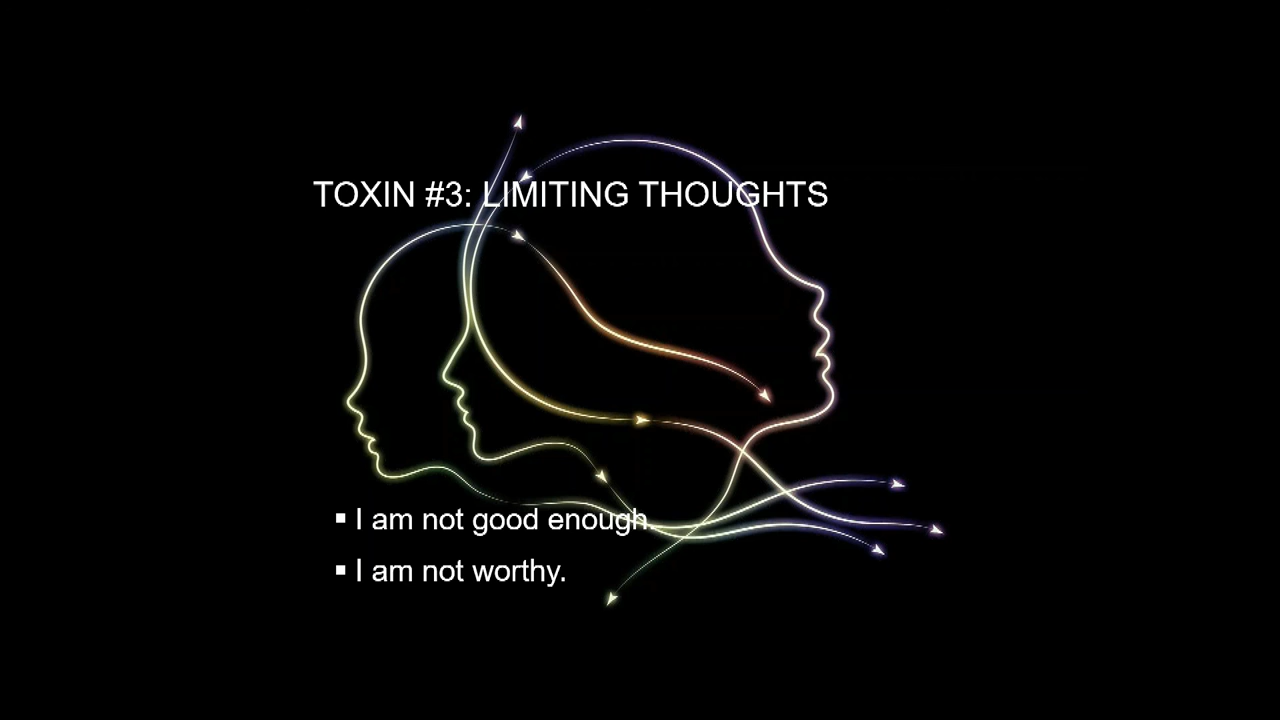 TOXIN #3: LIMITING THOUGHTS
▪ I am not good enough.
▪ I am not worthy.